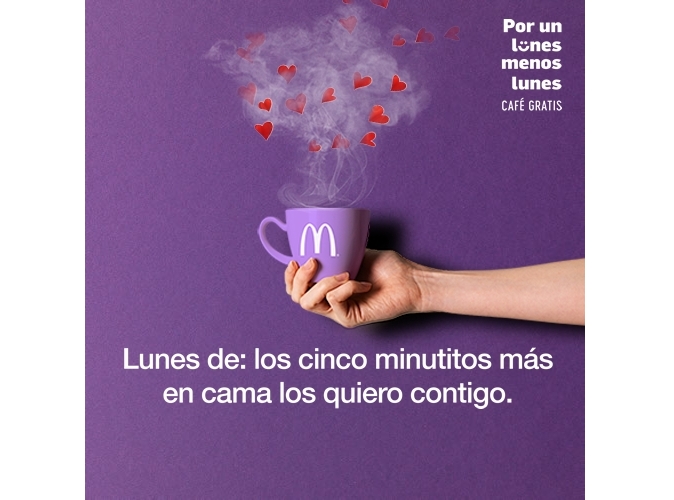 Por un
lunes
menos
lunes
CAFÉ GRATIS
M
Lunes de: los cinco minutitos más
en cama los quiero contigo.